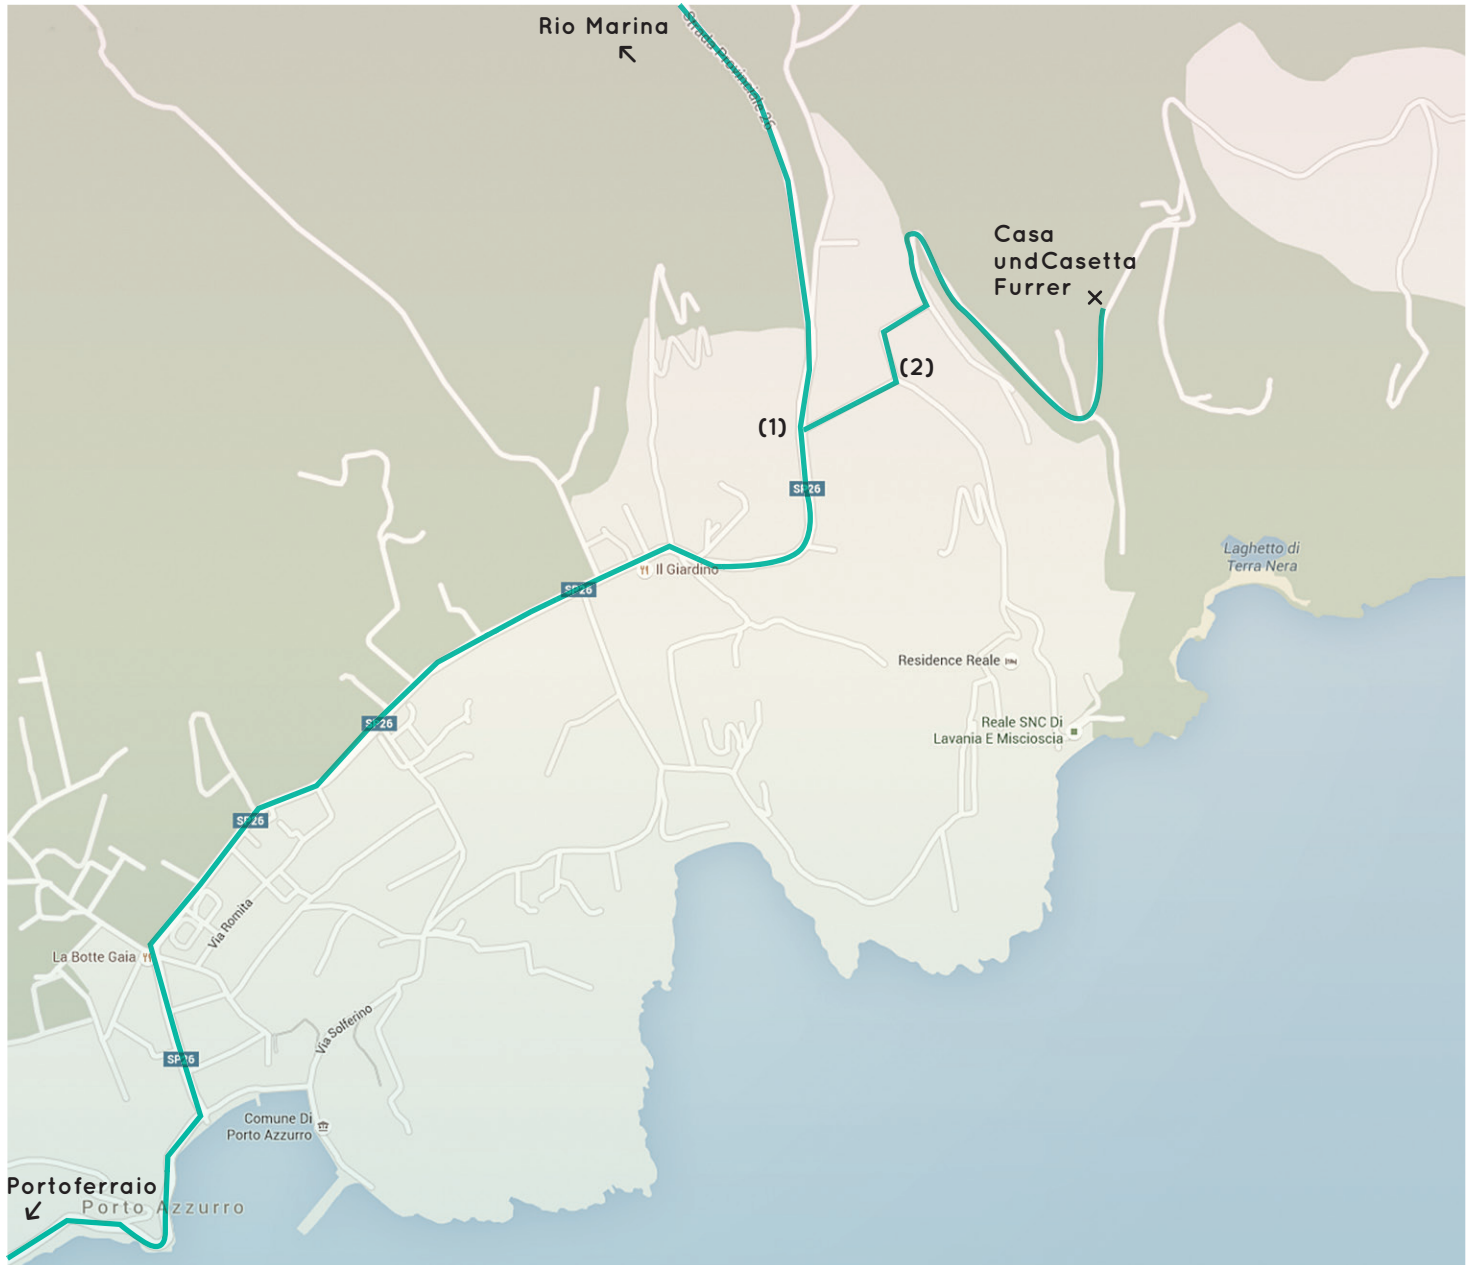 Rio Marina
Strada Provinciale 26
Casa
undCasetta
Furrer
(2)
(1)
SP26
Laghetto di
Terra Nera
Il Giardino
SP26
Residence Reale
SP26
Reale SNC Di
Lavania E Miscioscia
SP26
Via Romita
La Botte Gaia
Via Solferino
SP26
Comune Di
Porto Azzurro
Portoferraio
Porto Azzurro